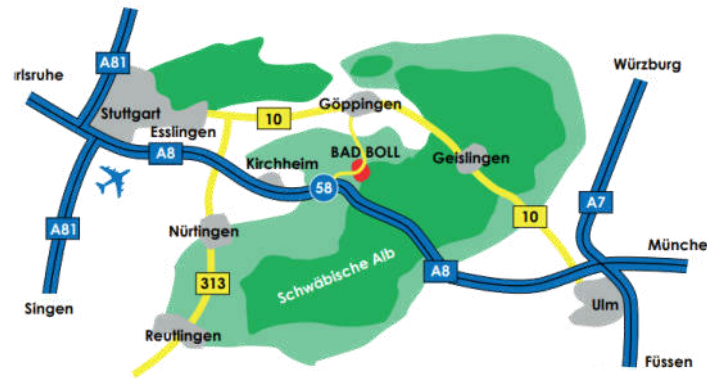 A81
rlsruhe
Würzburg
Stuttgart
Göppingen
Esslingen
10
A8
Kirchheim
BAD BOLL
Geislingen
58
A7
A81
Nürtingen
10
Münche
Schwäbische Alb
A8
313
Singen
Ulm
Reutlingen
Füssen